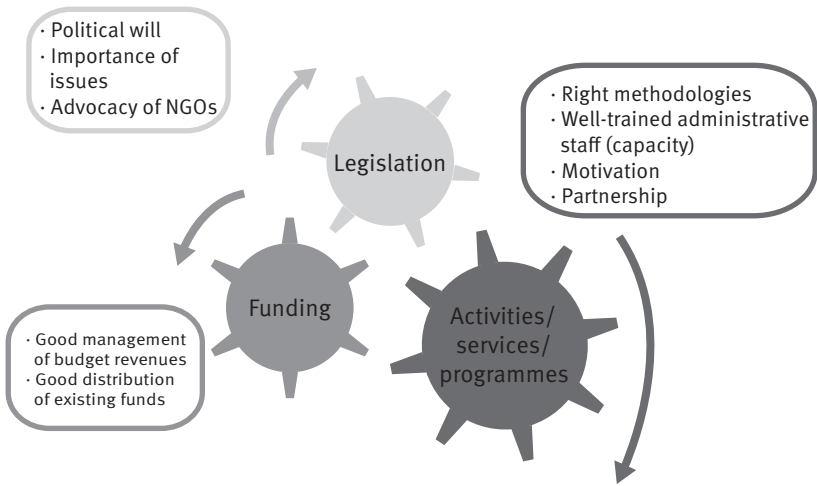 · Political will
· Importance of
issues
· Advocacy of NGOs
Legislation
· Right methodologies
· Well-trained administrative
staff (capacity)
· Motivation
· Partnership
Funding
Activities/
services/
programmes
· Good management
of budget revenues
· Good distribution
of existing funds